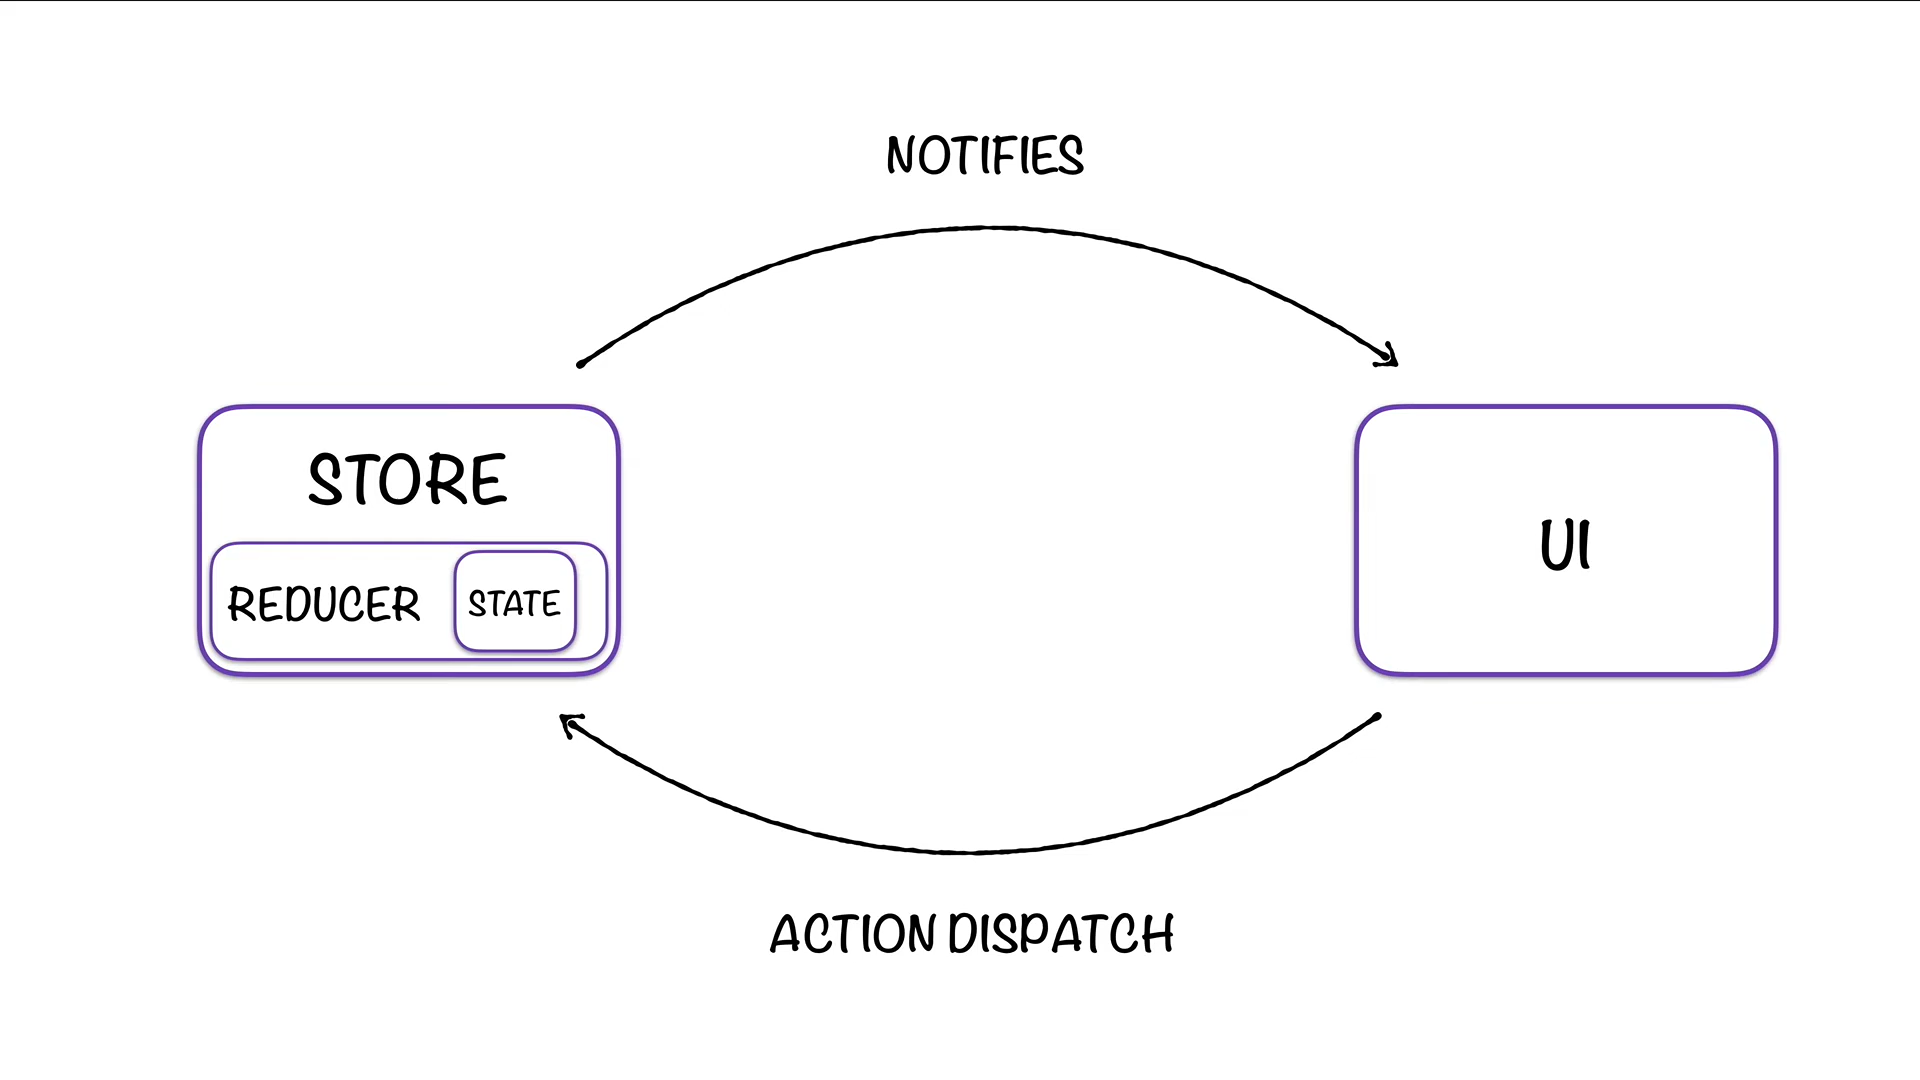 NOTIFIES
STORE
REDUCER
STATE
UI
ACTION DISPATCH